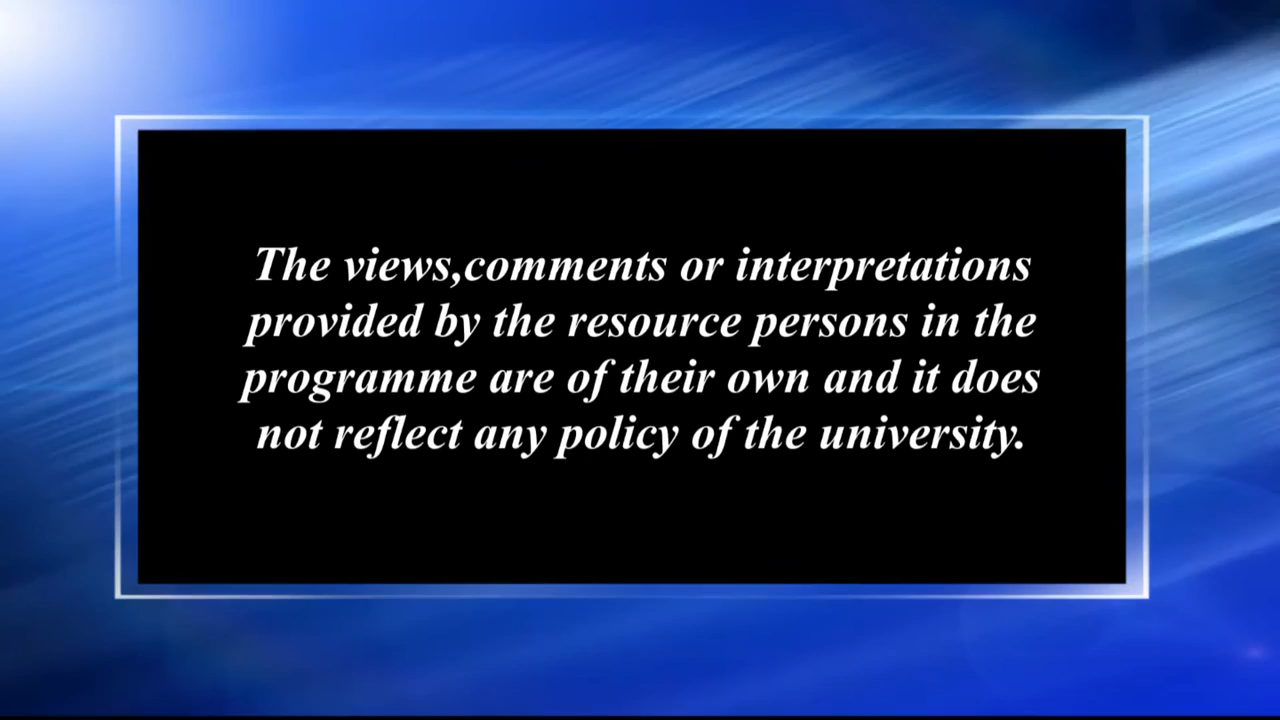 The views,comments or interpretations
provided by the resource persons in the
programme are of their own and it does
not reflect any policy of the university.